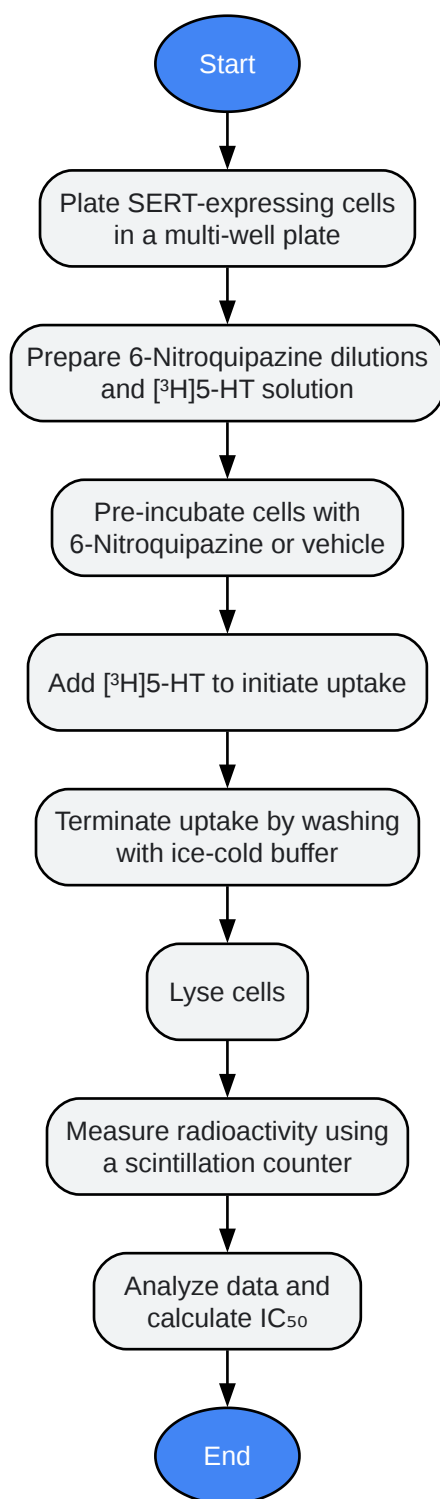 Start
Plate SERT-expressing cells
in a multi-well plate
Prepare 6-Nitroquipazine dilutions
and [³H]5-HT solution
Pre-incubate cells with
6-Nitroquipazine or vehicle
Add [³H]5-HT to initiate uptake
Terminate uptake by washing
with ice-cold buffer
Lyse cells
Measure radioactivity using
a scintillation counter
Analyze data and
calculate IC₅₀
End